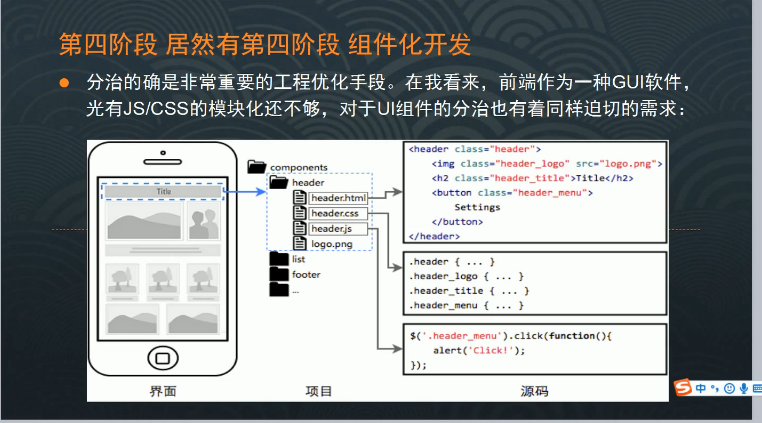 第四阶段 居然有第四阶段 组件化开发
分治的确是非常重要的工程优化手段。在我看来，前端作为一种GUI软件，
光有JS/CSS的模块化还不够，对于UI组件的分治也有着同样迫切的需求：
Title
components
header
header.html
header.css
header.js
logo.png
list
footer
...
<header class="header">
<img class="header_logo" src="logo.png">
<h2 class="header_title">Title</h2>
<button class="header_menu">
Settings
</button>
</header>
.header { ... }
.header_logo { ... }
.header_title { ... }
.header_menu { ... }
$('.header_menu').click(function(){
alert('Click!');
});
界面
项目
源码
S中